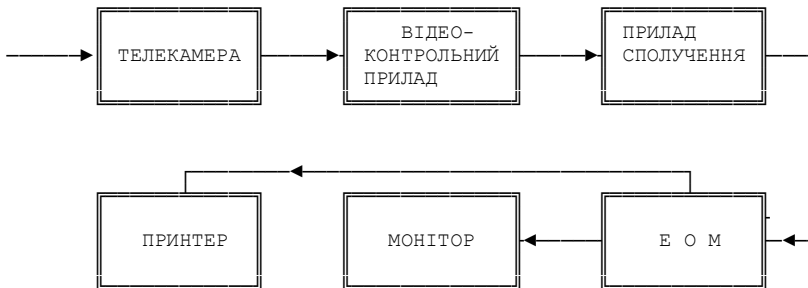 ТЕЛЕКАМЕРА
ВІДЕО-
КОНТРОЛЬНИЙ
ПРИЛАД
ПРИЛАД
СПОЛУЧЕННЯ
ПРИНТЕР
МОНІТОР
Е О М